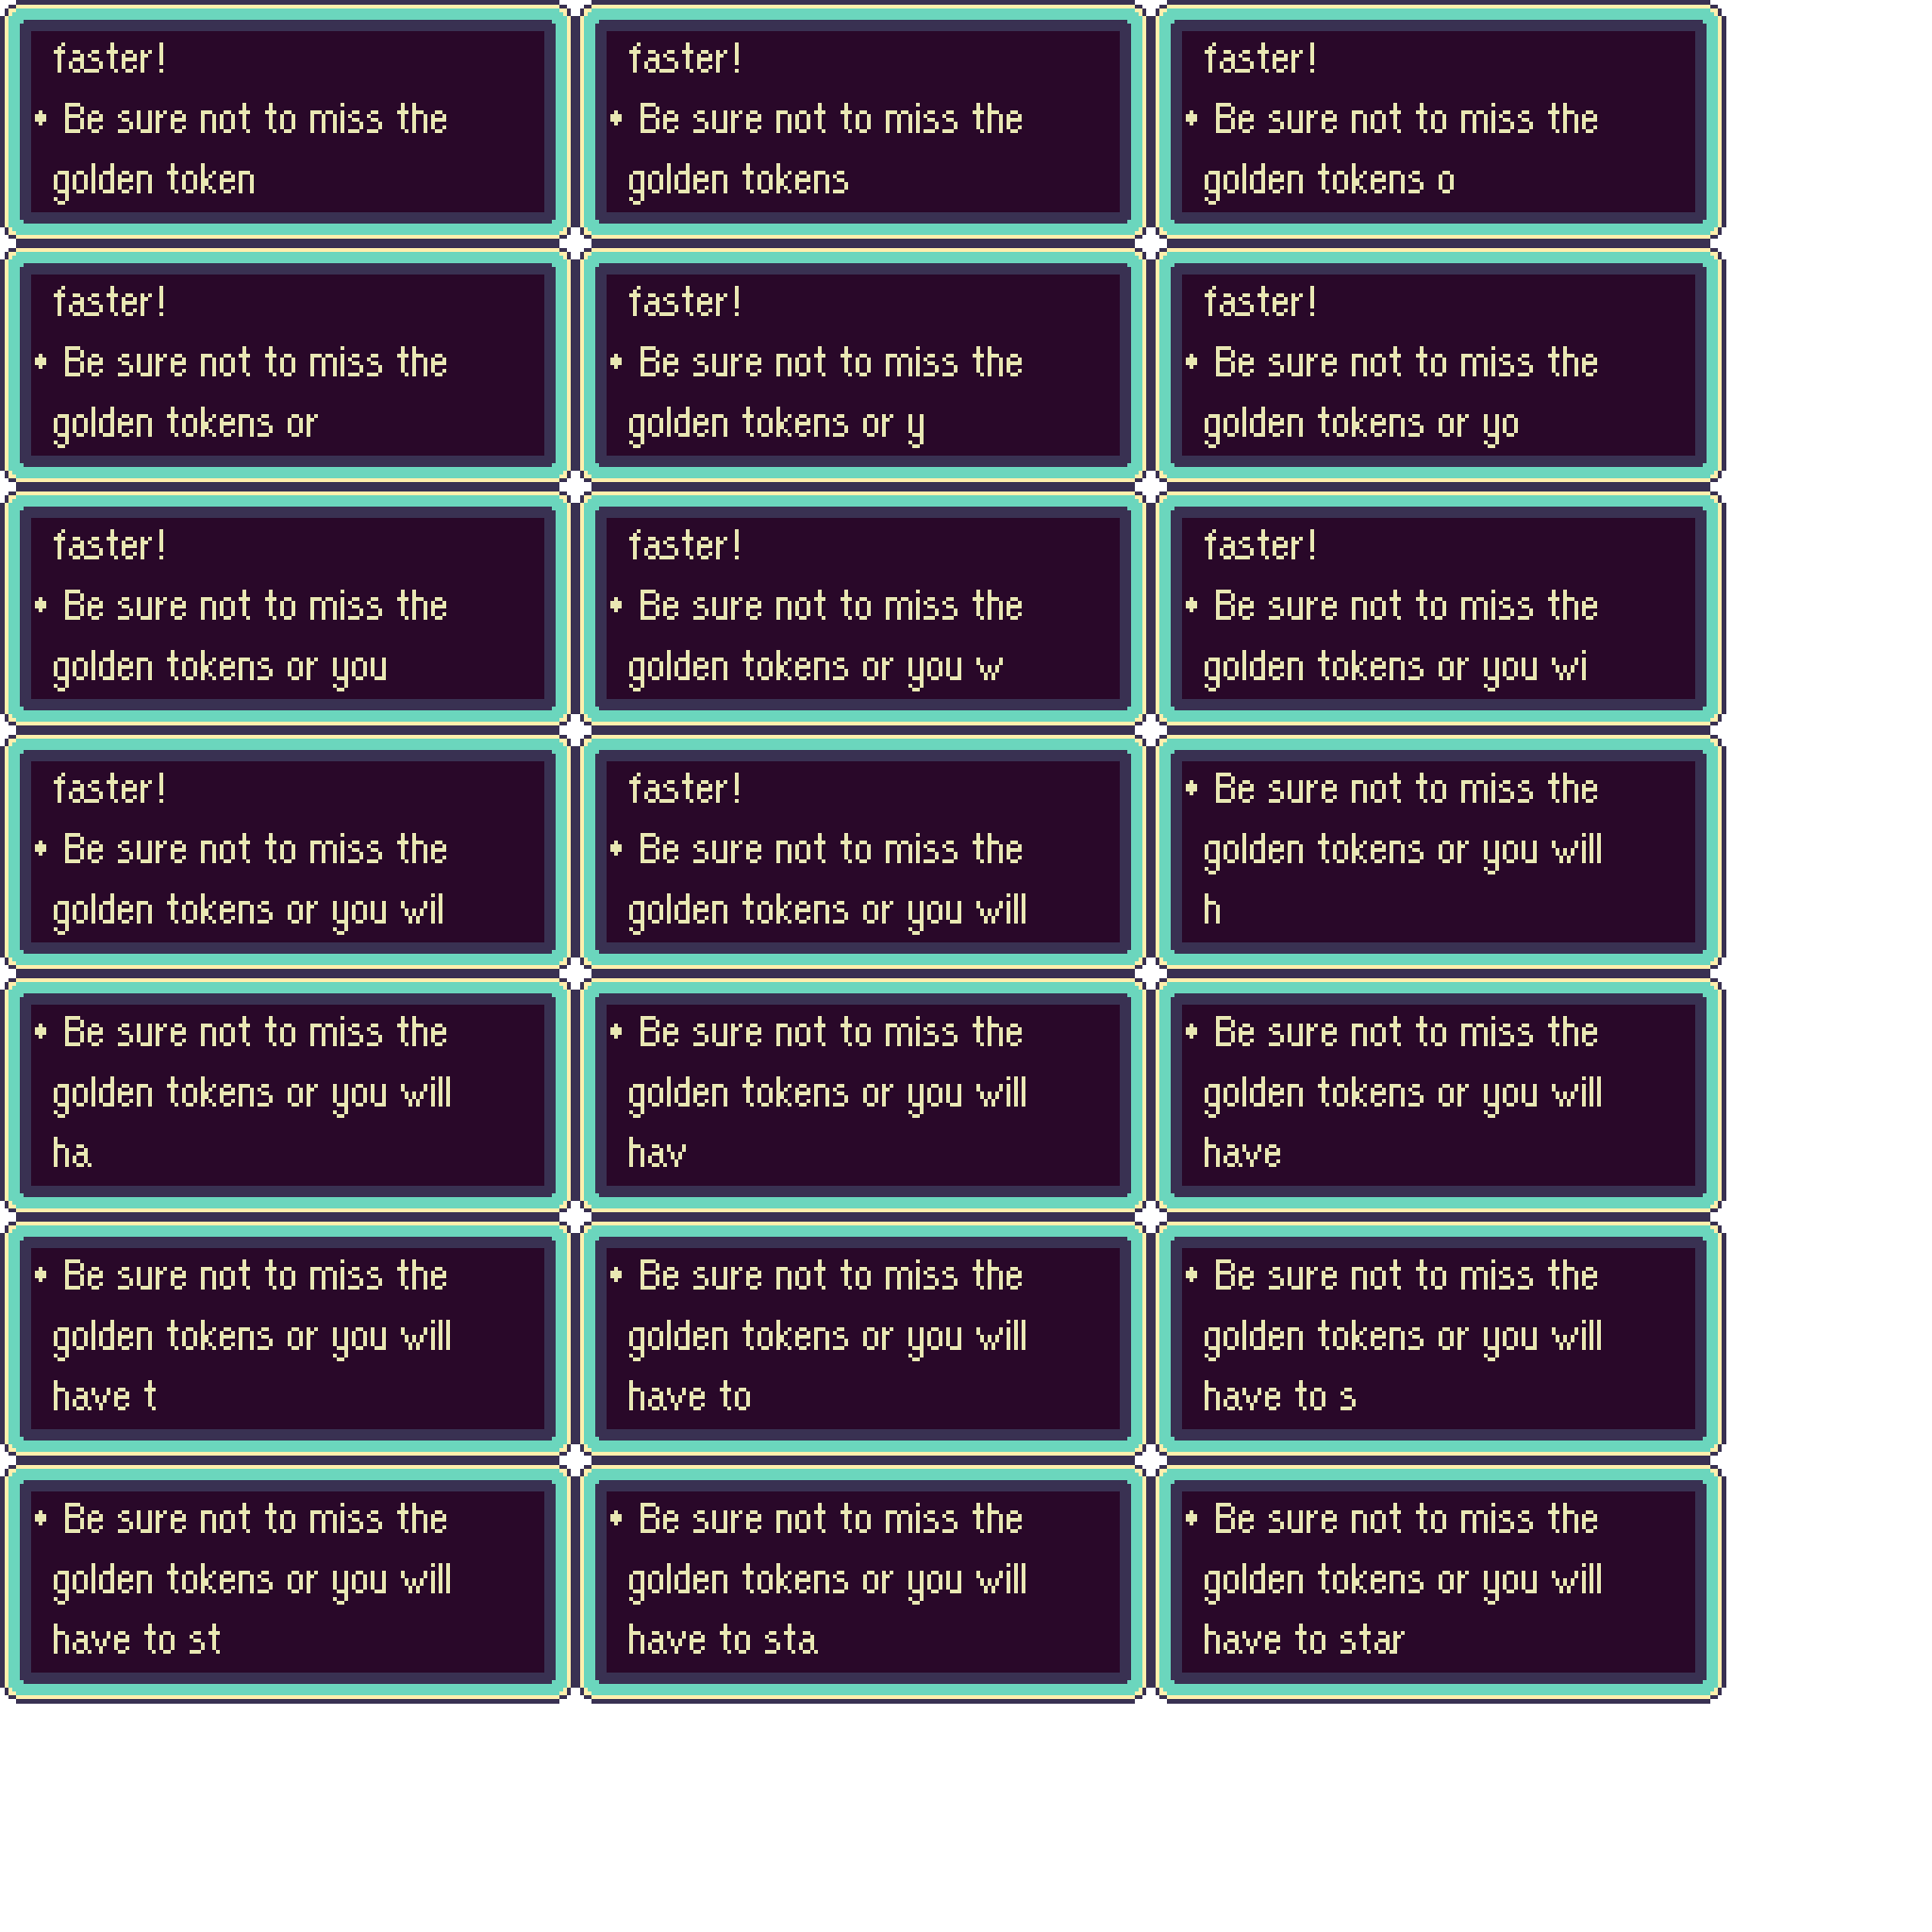 faster!
• Be sure not to miss the
golden token
faster!
• Be sure not to miss the
golden tokens
faster!
• Be sure not to miss the
golden tokens o
faster!
• Be sure not to miss the
golden tokens or
faster!
• Be sure not to miss the
golden tokens or y
faster!
• Be sure not to miss the
golden tokens or yo
faster!
• Be sure not to miss the
golden tokens or you
faster!
• Be sure not to miss the
golden tokens or you w
faster!
• Be sure not to miss the
golden tokens or you wi
faster!
• Be sure not to miss the
golden tokens or you wil
faster!
• Be sure not to miss the
golden tokens or you will
• Be sure not to miss the
golden tokens or you will
h
• Be sure not to miss the
golden tokens or you will
ha
• Be sure not to miss the
golden tokens or you will
hav
• Be sure not to miss the
golden tokens or you will
have
• Be sure not to miss the
golden tokens or you will
have t
• Be sure not to miss the
golden tokens or you will
have to
• Be sure not to miss the
golden tokens or you will
have to s
• Be sure not to miss the
golden tokens or you will
have to st
• Be sure not to miss the
golden tokens or you will
have to sta
• Be sure not to miss the
golden tokens or you will
have to star